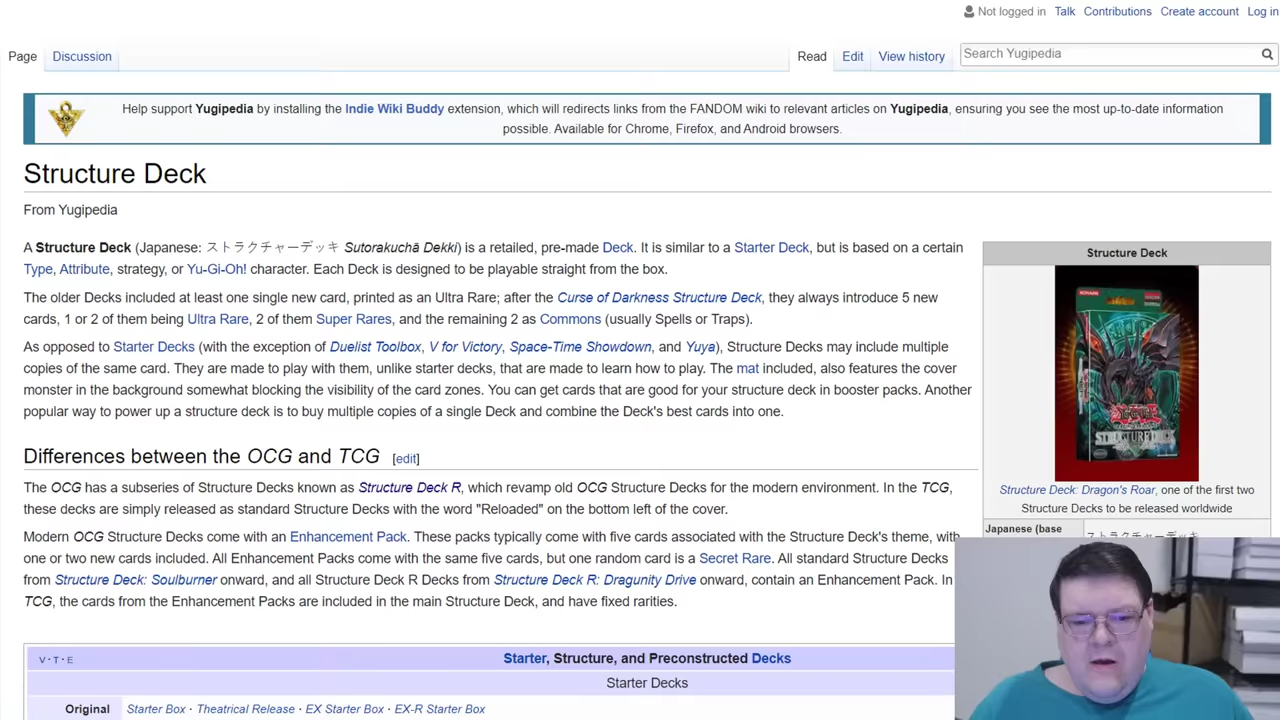 Not logged in Talk Contributions Create account Log in
Page Discussion Read Edit View history Search Yugipedia
Help support Yugipedia by installing the Indie Wiki Buddy extension, which will redirects links from the FANDOM wiki to relevant articles on Yugipedia, ensuring you see the most up-to-date information
possible. Available for Chrome, Firefox, and Android browsers.
Structure Deck
From Yugipedia
A Structure Deck (Japanese: ストラクチャーデッキ Sutorakuchā Dekki) is a retailed, pre-made Deck. It is similar to a Starter Deck, but is based on a certain
Type, Attribute, strategy, or Yu-Gi-Oh! character. Each Deck is designed to be playable straight from the box.
The older Decks included at least one single new card, printed as an Ultra Rare; after the Curse of Darkness Structure Deck, they always introduce 5 new
cards, 1 or 2 of them being Ultra Rare, 2 of them Super Rares, and the remaining 2 as Commons (usually Spells or Traps).
As opposed to Starter Decks (with the exception of Duelist Toolbox, V for Victory, Space-Time Showdown, and Yuya), Structure Decks may include multiple
copies of the same card. They are made to play with them, unlike starter decks, that are made to learn how to play. The mat included, also features the cover
monster in the background somewhat blocking the visibility of the card zones. You can get cards that are good for your structure deck in booster packs. Another
popular way to power up a structure deck is to buy multiple copies of a single Deck and combine the Deck's best cards into one.
Differences between the OCG and TCG [edit]
The OCG has a subseries of Structure Decks known as Structure Deck R, which revamp old OCG Structure Decks for the modern environment. In the TCG,
these decks are simply released as standard Structure Decks with the word "Reloaded" on the bottom left of the cover.
Modern OCG Structure Decks come with an Enhancement Pack. These packs typically come with five cards associated with the Structure Deck's theme, with
one or two new cards included. All Enhancement Packs come with the same five cards, but one random card is a Secret Rare. All standard Structure Decks
from Structure Deck: Soulburner onward, and all Structure Deck R Decks from Structure Deck R: Dragunity Drive onward, contain an Enhancement Pack. In
TCG, the cards from the Enhancement Packs are included in the main Structure Deck, and have fixed rarities.
Structure Deck
KONAMI
STRUCTURE DECK
Structure Deck: Dragon's Roar, one of the first two
Structure Decks to be released worldwide
Japanese (base ストラクチャーデッキ
V · T · E Starter, Structure, and Preconstructed Decks
Starter Decks
Original Starter Box · Theatrical Release · EX Starter Box · EX-R Starter Box